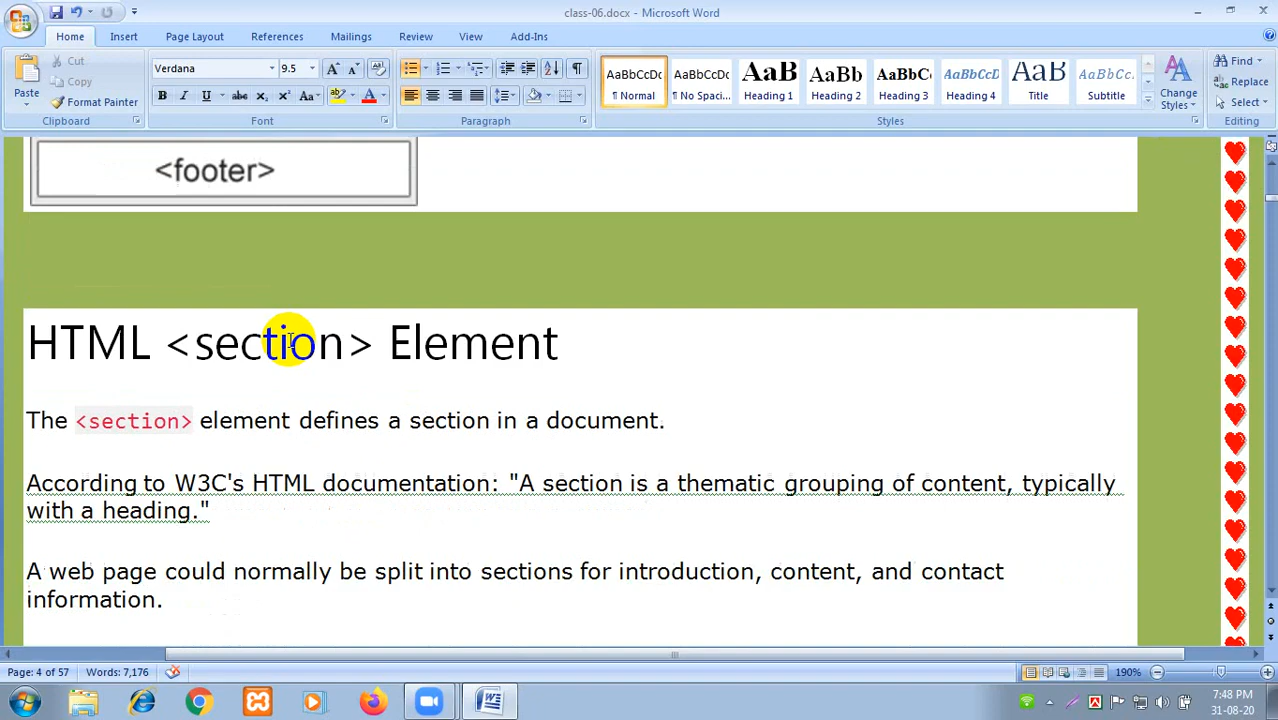 class-06.docx - Microsoft Word
Home Insert Page Layout References Mailings Review View Add-Ins
Paste
Cut
Copy
Format Painter
Clipboard
Verdana 9.5
Font
Paragraph
AaBbCcDc AaBbCcDc AaB AaBb AaBbC AaBbCcD AaB AaBbCc.
¶ Normal ¶ No Spaci... Heading 1 Heading 2 Heading 3 Heading 4 Title Subtitle
Change Styles
Styles
Find
Replace
Select
Editing
<footer>
HTML <section> Element
The <section> element defines a section in a document.
According to W3C's HTML documentation: "A section is a thematic grouping of content, typically
with a heading."
A web page could normally be split into sections for introduction, content, and contact
information.
Page: 4 of 57 Words: 7,176 190%
7:48 PM
31-08-20